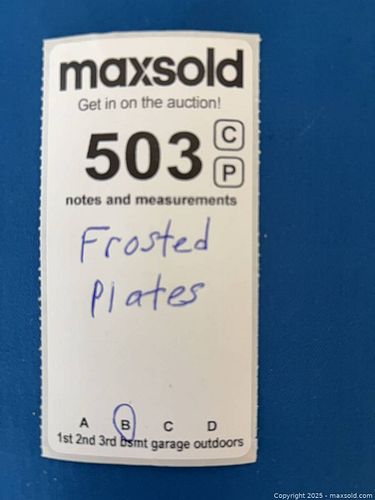 maxsold
Get in on the auction!
503 C
P
notes and measurements
Frosted
Plates
A B C D
1st 2nd 3rd bsmt garage outdoors
Copyright 2025 - maxsold.com